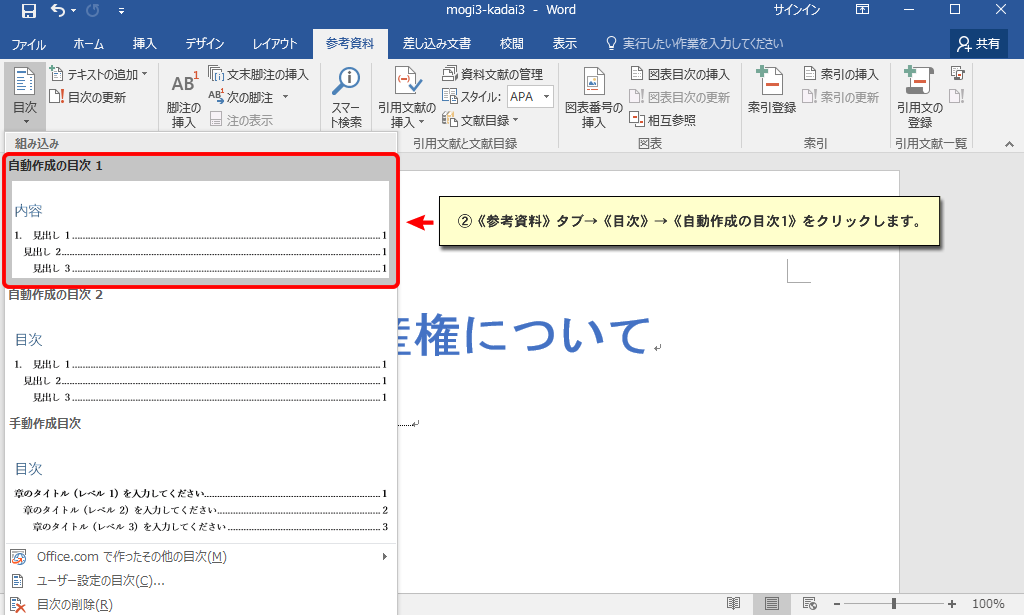 mogi3-kadai3 - Word
サインイン
ファイル
ホーム
挿入
デザイン
レイアウト
参考資料
差し込み文書
校閲
表示
実行したい作業を入力してください
共有
目次
テキストの追加
目次の更新
AB1
脚注の
挿入
文末脚注の挿入
AB1 次の脚注
注の表示
スマー
ト検索
引用文献の
挿入
資料文献の管理
スタイル: APA
文献目録
引用文献と文献目録
図表番号の
挿入
図表目次の挿入
図表目次の更新
相互参照
図表
索引登録
索引の挿入
索引の更新
索引
引用文の
登録
引用文献一覧
組み込み
自動作成の目次 1
内容
1. 見出し 1........1
見出し 2........1
見出し 3........1
②《参考資料》タブ→《目次》→《自動作成の目次1》をクリックします。
自動作成の目次 2
目次
1. 見出し 1........1
見出し 2........1
見出し 3........1
産権について
手動作成目次
目次
章のタイトル（レベル 1）を入力してください........1
章のタイトル（レベル 2）を入力してください........2
章のタイトル（レベル 3）を入力してください........3
Office.com で作ったその他の目次(M)
ユーザー設定の目次(C)...
目次の削除(R)
100%